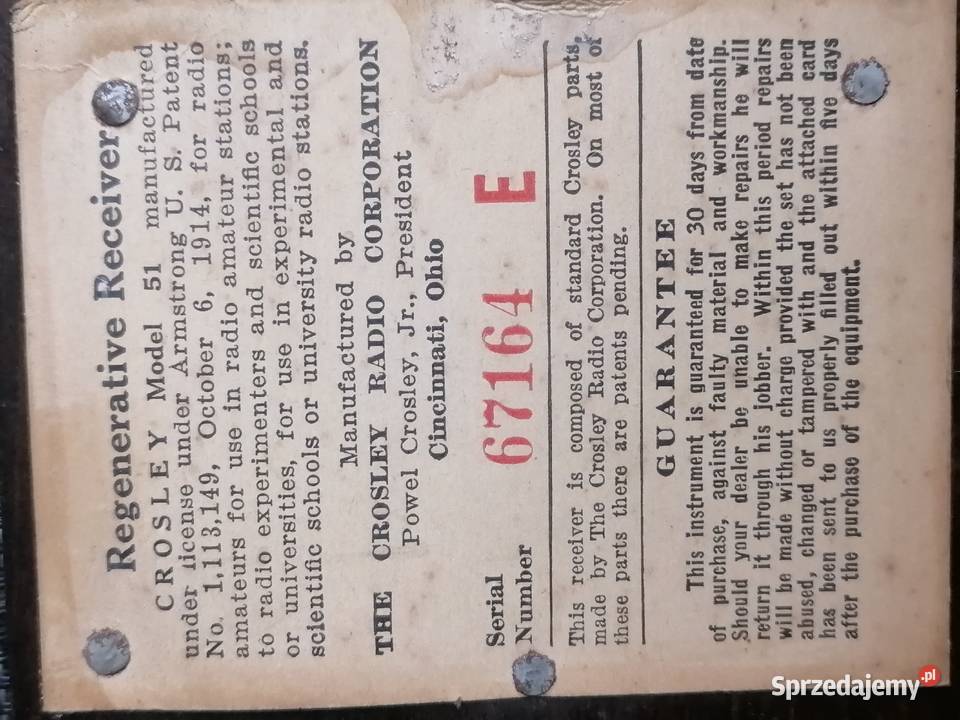 Regenerative Receiver
CROSLEY Model 51 manufactured
under license under Armstrong U. S. Patent
No. 1,113,149, October 6, 1914, for radio
amateurs for use in radio amateur stations;
to radio experimenters and scientific schools
or universities, for use in experimental and
scientific schools or university radio stations.
Manufactured by
THE CROSLEY RADIO CORPORATION
Powel Crosley, Jr., President
Cincinnati, Ohio
Serial
Number 67164 E
This receiver is composed of standard Crosley parts,
made by The Crosley Radio Corporation. On most of
these parts there are patents pending.
GUARANTEE
This instrument is guaranteed for 30 days from date
of purchase, against faulty material and workmanship.
Should your dealer be unable to make repairs he will
return it through his jobber. Within this period repairs
will be made without charge provided the set has not been
abused, changed or tampered with and the attached card
has been sent to us properly filled out within five days
after the purchase of the equipment.
Sprzedajemy.pl